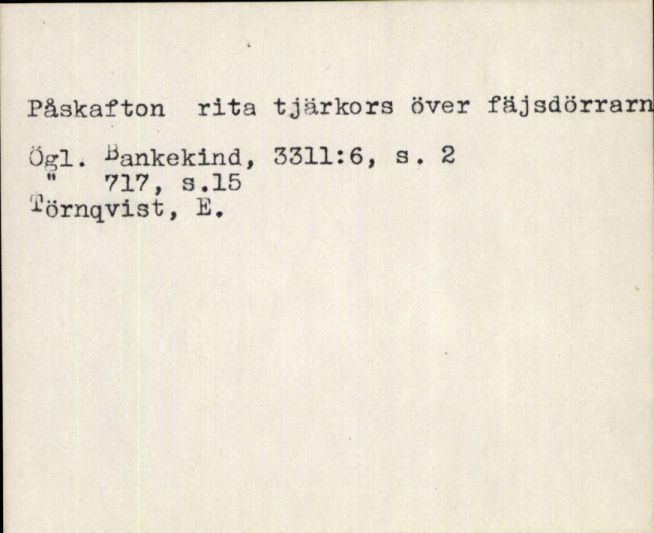 Påskafton rita tjärkors över fäjsdörrarn
Ögl. Bankekind, 3311:6, s. 2
" 717, s.15
Törnqvist, E.